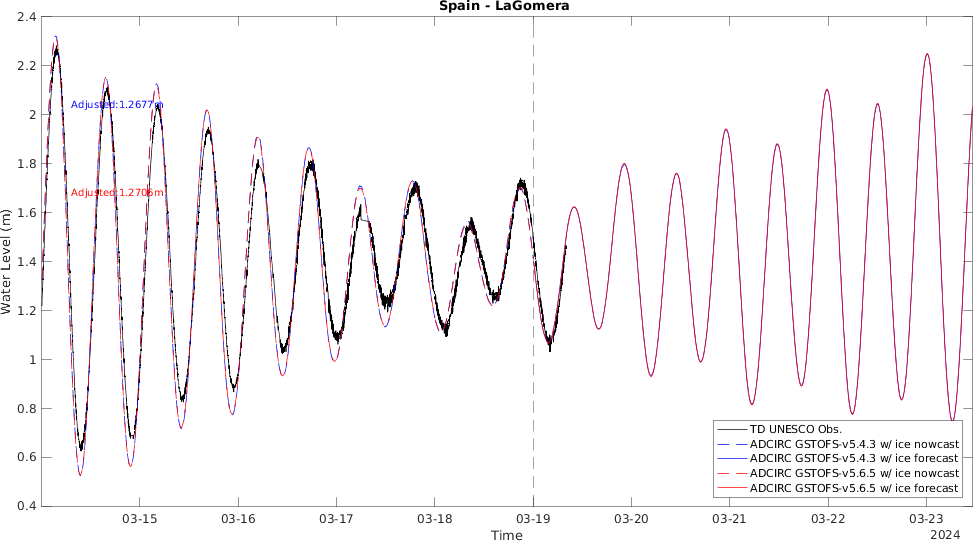 Spain - LaGomera
2.4
2.2
2
1.8
1.6
1.4
1.2
1
0.8
0.6
0.4
Water Level (m)
Adjusted:1.2677m
Adjusted:1.2706m
TD UNESCO Obs.
ADCIRC GSTOFS-v5.4.3 w/ ice nowcast
ADCIRC GSTOFS-v5.4.3 w/ ice forecast
ADCIRC GSTOFS-v5.6.5 w/ ice nowcast
ADCIRC GSTOFS-v5.6.5 w/ ice forecast
03-15 03-16 03-17 03-18 03-19 03-20 03-21 03-22 03-23
Time
2024